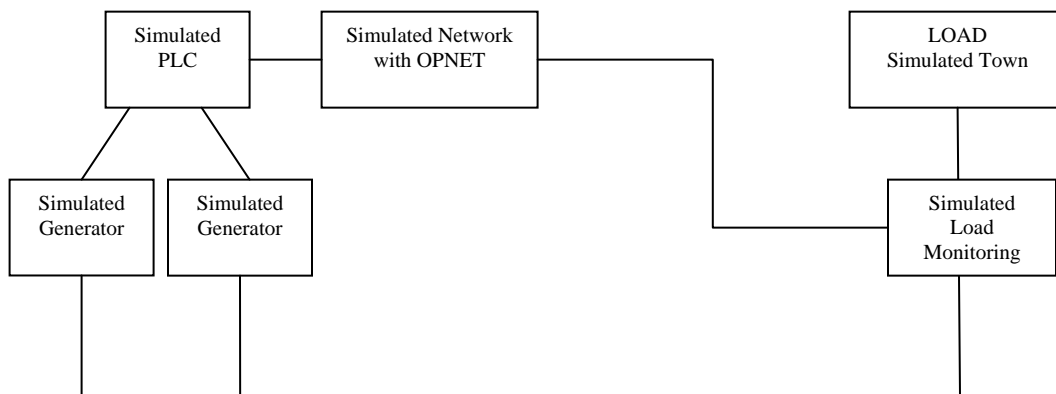 Simulated
PLC
Simulated Network
with OPNET
LOAD
Simulated Town
Simulated
Generator
Simulated
Generator
Simulated
Load
Monitoring